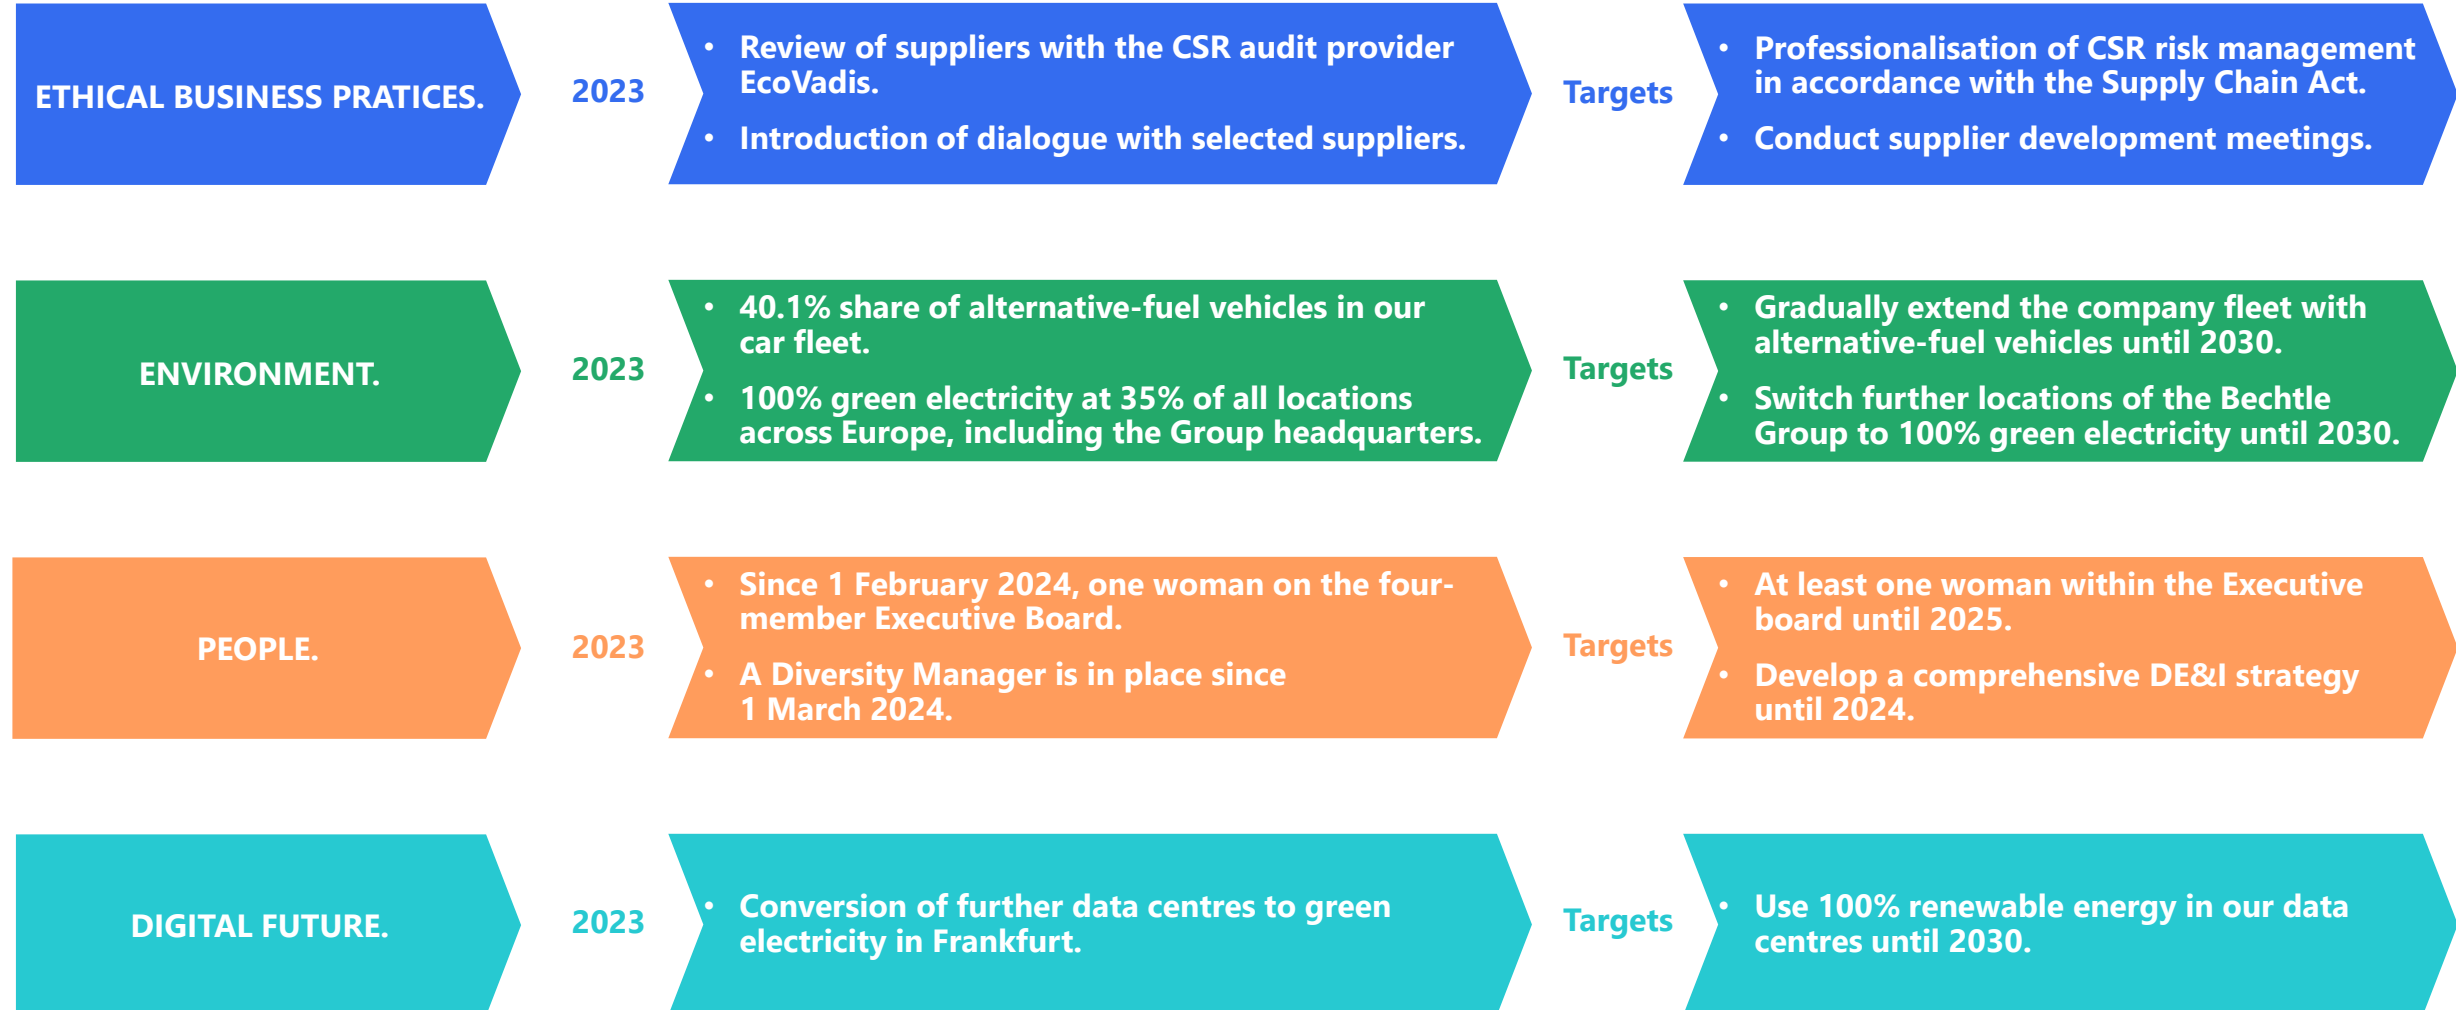 ETHICAL BUSINESS PRATICES.
2023
• Review of suppliers with the CSR audit provider
EcoVadis.
• Introduction of dialogue with selected suppliers.
Targets
• Professionalisation of CSR risk management
in accordance with the Supply Chain Act.
• Conduct supplier development meetings.
ENVIRONMENT.
2023
• 40.1% share of alternative-fuel vehicles in our
car fleet.
• 100% green electricity at 35% of all locations
across Europe, including the Group headquarters.
Targets
• Gradually extend the company fleet with
alternative-fuel vehicles until 2030.
• Switch further locations of the Bechtle
Group to 100% green electricity until 2030.
PEOPLE.
2023
• Since 1 February 2024, one woman on the four-
member Executive Board.
• A Diversity Manager is in place since
1 March 2024.
Targets
• At least one woman within the Executive
board until 2025.
• Develop a comprehensive DE&I strategy
until 2024.
DIGITAL FUTURE.
2023
• Conversion of further data centres to green
electricity in Frankfurt.
Targets
• Use 100% renewable energy in our data
centres until 2030.